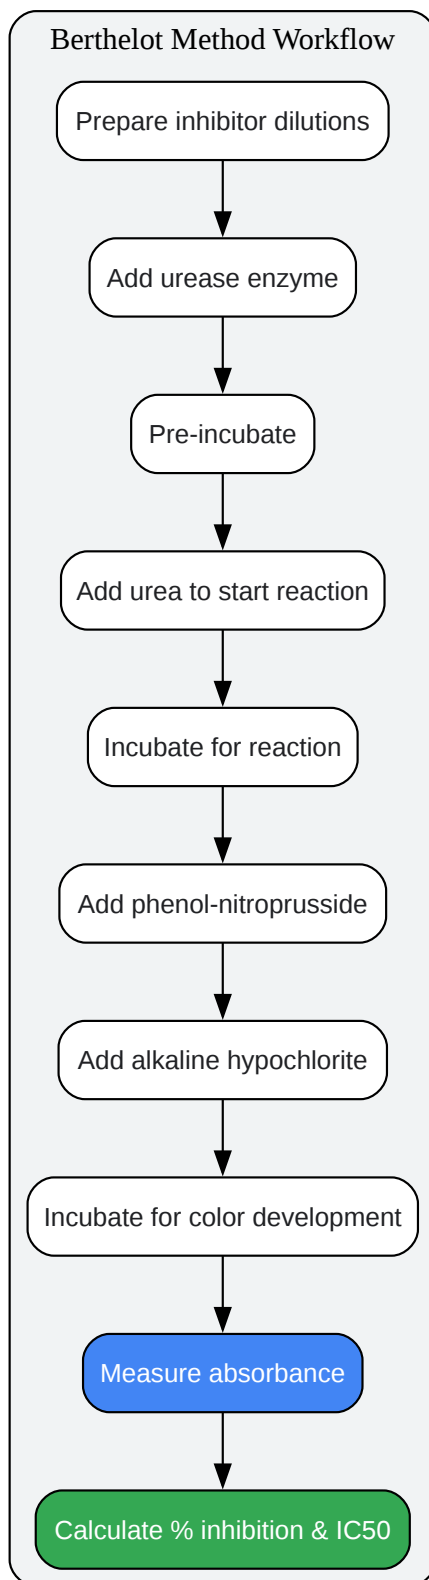 Berthelot Method Workflow
Prepare inhibitor dilutions
Add urease enzyme
Pre-incubate
Add urea to start reaction
Incubate for reaction
Add phenol-nitroprusside
Add alkaline hypochlorite
Incubate for color development
Measure absorbance
Calculate % inhibition & IC50